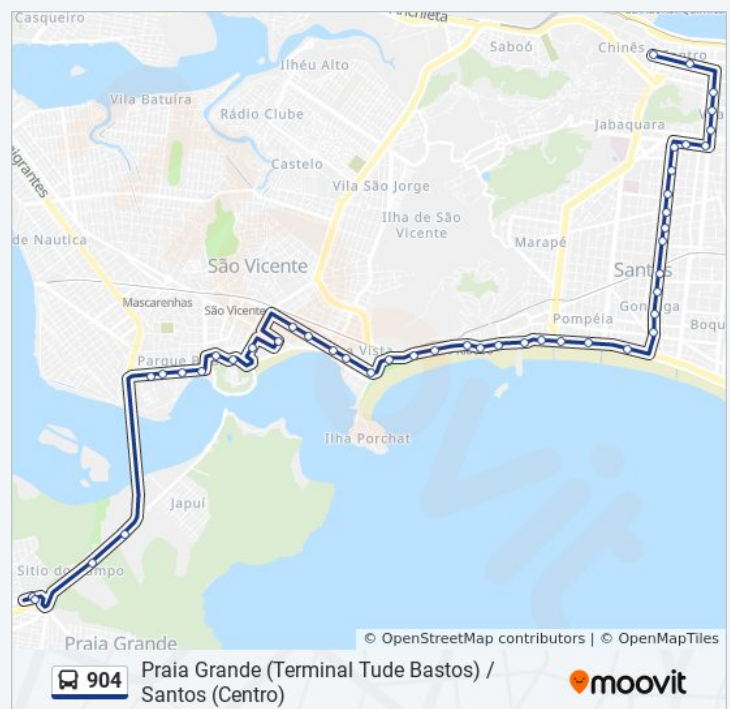 Casqueiro
Anchieta
Saboó
Chinês
Centro
Ilhéu Alto
Vila Batuíra
Rádio Clube
Jabaquara
Castelo
Vila São Jorge
Ilha de São
Vicente
Marapé
de Nautica
São Vicente
Santos
Mascarenhas
São Vicente
Gonzaga
Pompéia
Boqu
Parque B
a Vista
Ilha Porchat
Japuí
Sitio do Campo
Praia Grande
© OpenStreetMap contributors | © OpenMapTiles
904
Praia Grande (Terminal Tude Bastos) /
Santos (Centro)
moovit